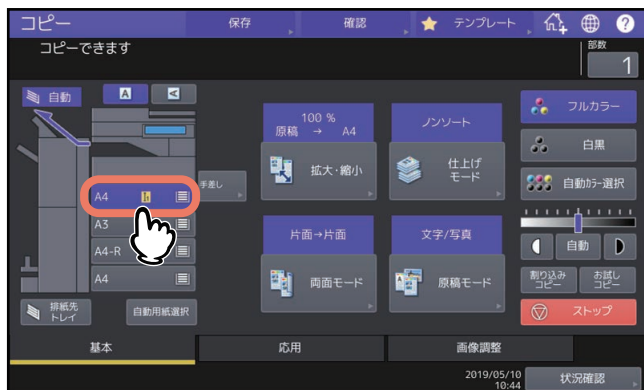 コピー
保存
確認
テンプレート
?
コピーできます
部数
1
自動
A
A
100 %
原稿 → A4
ノンソート
フルカラー
拡大・縮小
仕上げ
モード
白黒
自動カラー選択
手差し
A4
A3
A4-R
A4
片面→片面
文字/写真
両面モード
原稿モード
自動
割り込み
コピー
お試し
コピー
排紙先
トレイ
自動用紙選択
ストップ
基本
応用
画像調整
2019/05/10
10:44
状況確認